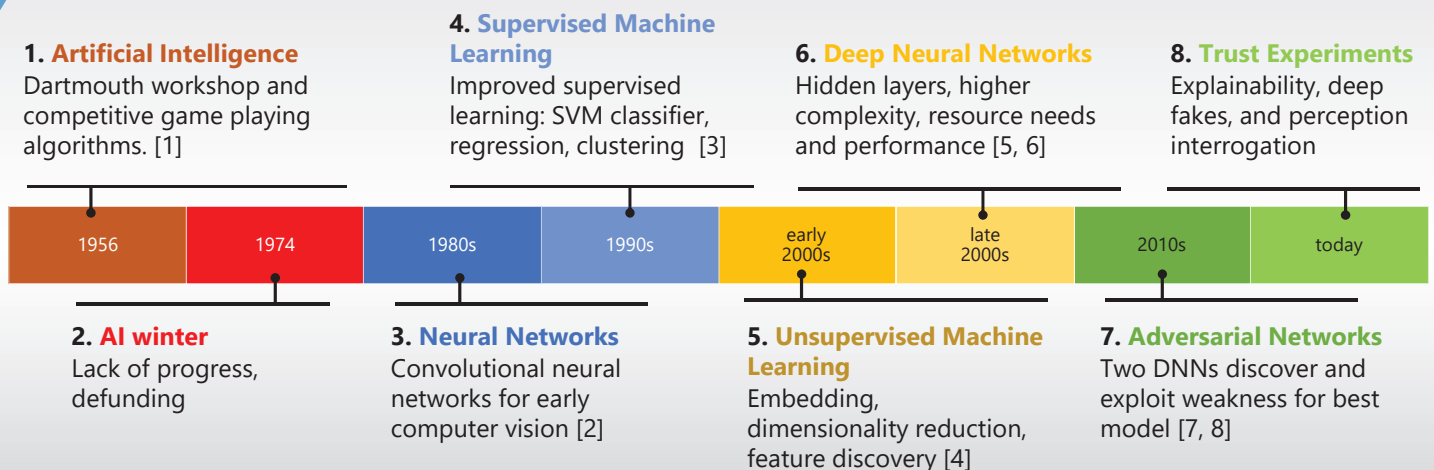 1. Artificial Intelligence
Dartmouth workshop and
competitive game playing
algorithms. [1]
4. Supervised Machine
Learning
Improved supervised
learning: SVM classifier,
regression, clustering [3]
6. Deep Neural Networks
Hidden layers, higher
complexity, resource needs
and performance [5, 6]
8. Trust Experiments
Explainability, deep
fakes, and perception
interrogation
1956
1974
1980s
1990s
early
2000s
late
2000s
2010s
today
2. AI winter
Lack of progress,
defunding
3. Neural Networks
Convolutional neural
networks for early
computer vision [2]
5. Unsupervised Machine
Learning
Embedding,
dimensionality reduction,
feature discovery [4]
7. Adversarial Networks
Two DNNs discover and
exploit weakness for best
model [7, 8]